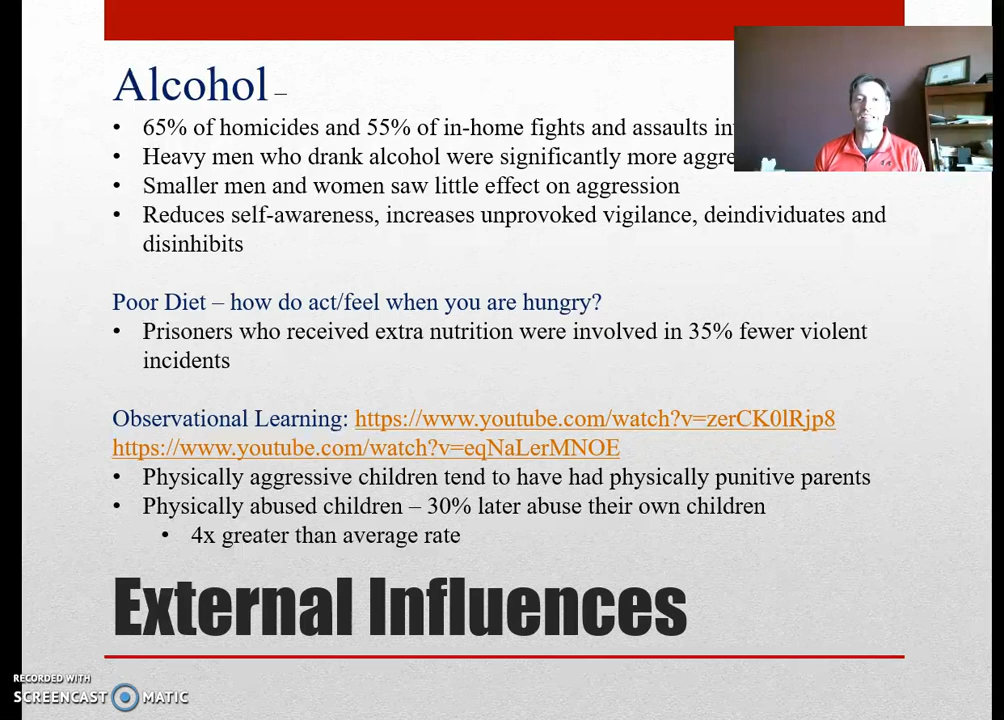 Alcohol –
• 65% of homicides and 55% of in-home fights and assaults
• Heavy men who drank alcohol were significantly more
• Smaller men and women saw little effect on aggression
• Reduces self-awareness, increases unprovoked vigilance, deindividuates and
disinhibits
Poor Diet – how do act/feel when you are hungry?
• Prisoners who received extra nutrition were involved in 35% fewer violent
incidents
Observational Learning: https://www.youtube.com/watch?v=zerCK0lRjp8
https://www.youtube.com/watch?v=eqNaLerMNOE
• Physically aggressive children tend to have had physically punitive parents
• Physically abused children – 30% later abuse their own children
• 4x greater than average rate
External Influences
RECORDED WITH
SCREENCAST MATIC